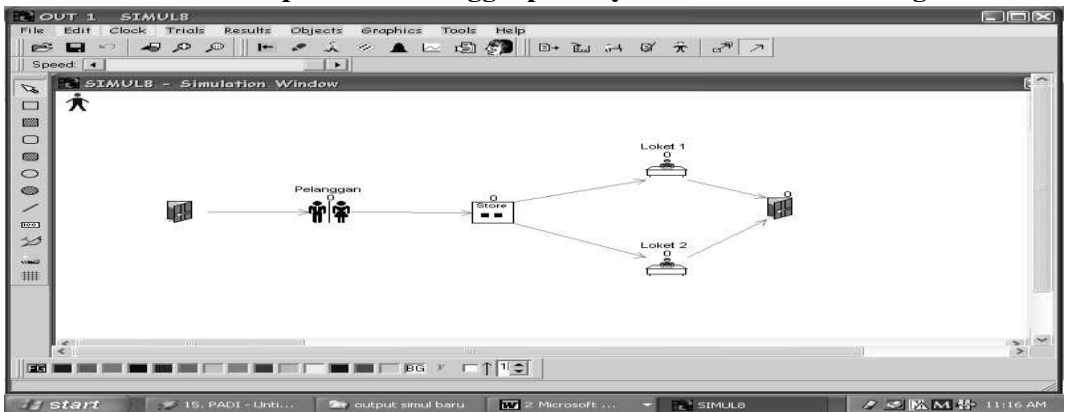 OUT 1 SIMUL8
File Edit Clock Trials Results Objects Graphics Tools Help
Speed:
SIMUL8 - Simulation Window
Loket 1
0
Pelanggan
0
0
Store
0
Loket 2
0
FG
BG
1
start
15. PADI - Unti...
output simul baru
2 Microsoft ...
SIMUL8
11:16 AM